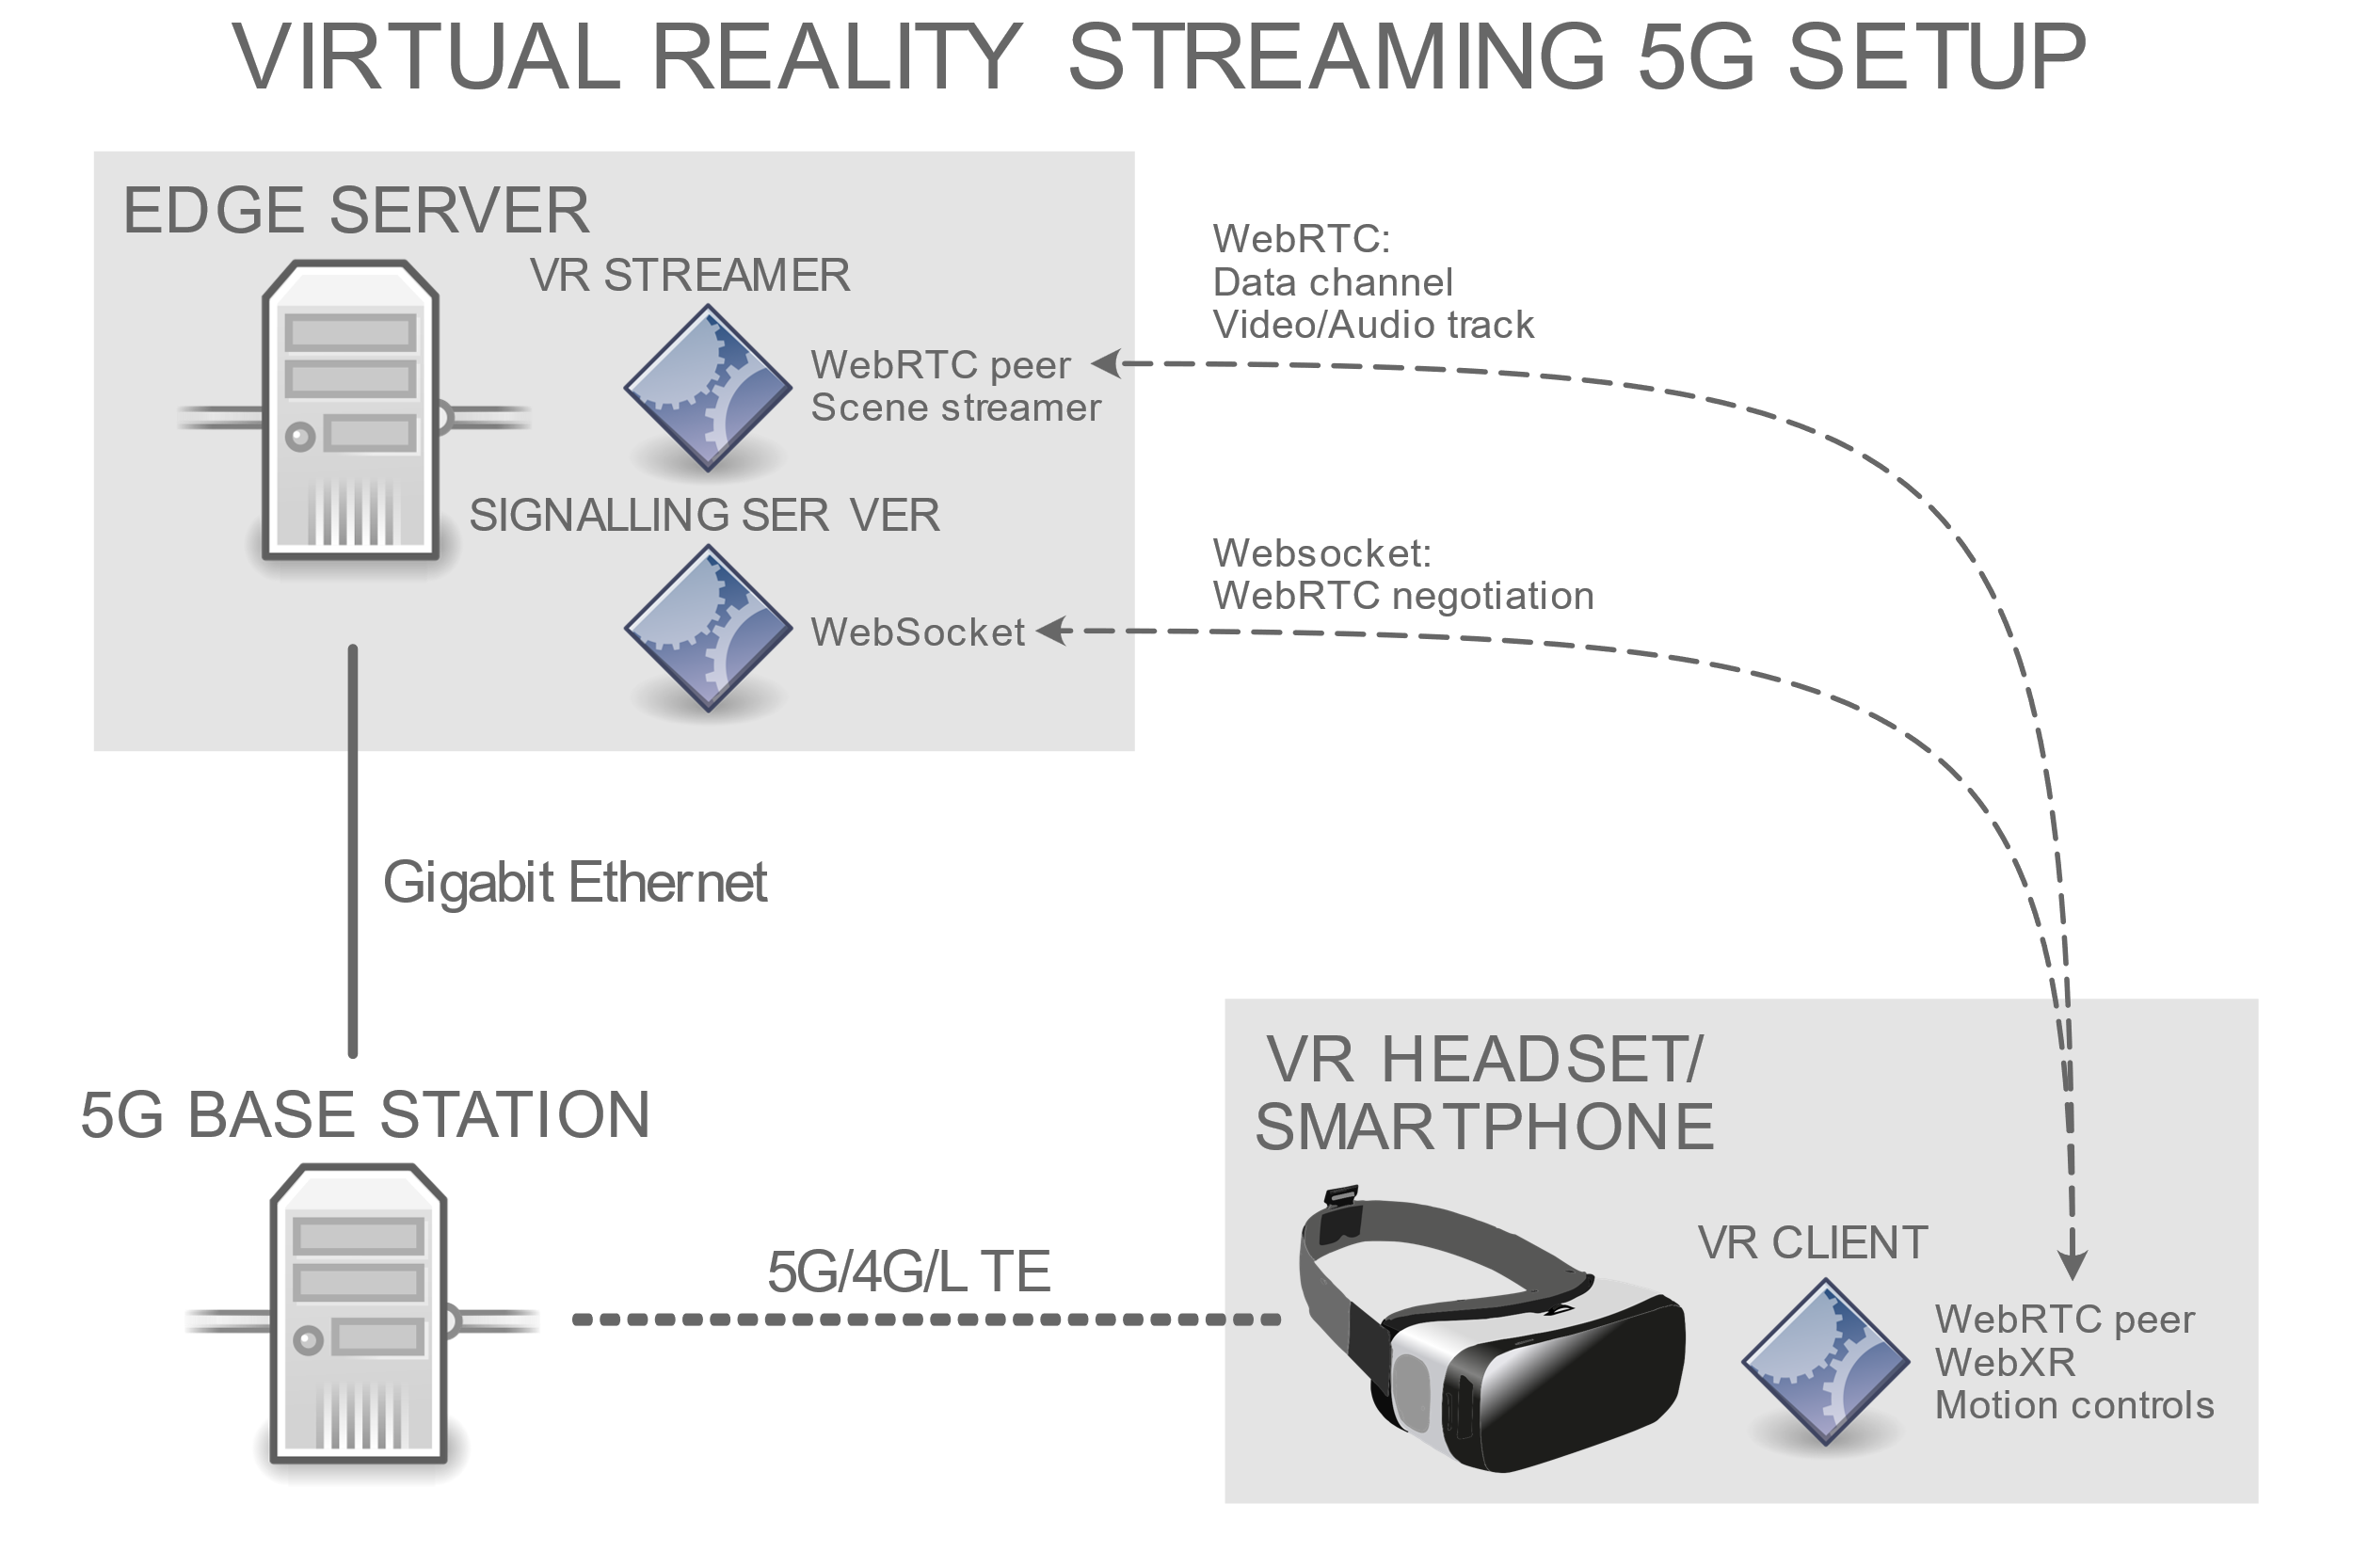 VIRTUAL REALITY STREAMING 5G SETUP
EDGE SERVER
VR STREAMER
WebRTC peer
Scene streamer
SIGNALLING SER VER
WebSocket
WebRTC:
Data channel
Video/Audio track
Websocket:
WebRTC negotiation
Gigabit Ethernet
5G BASE STATION
5G/4G/L TE
VR HEADSET/
SMARTPHONE
VR CLIENT
WebRTC peer
WebXR
Motion controls